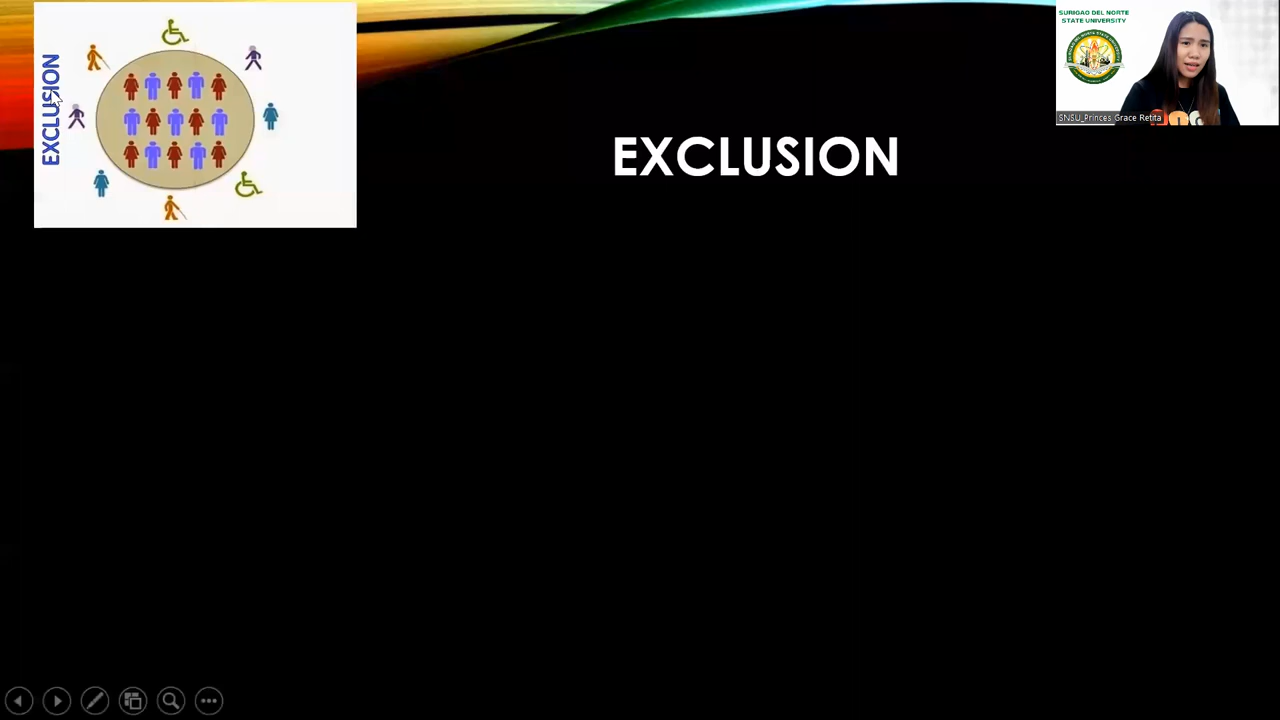 EXCLUSION
EXCLUSION
SURIGAO DEL NORTE
STATE UNIVERSITY
SNSU_Princes Grace Retita